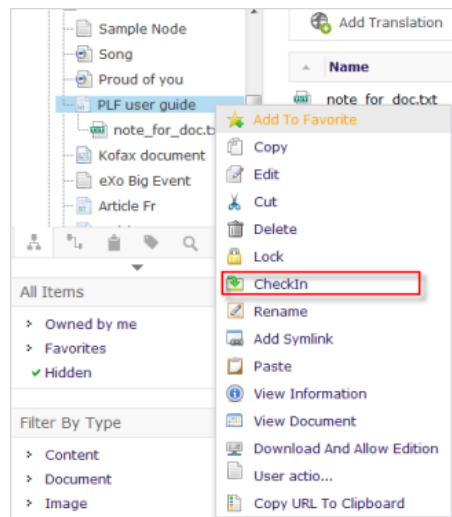 Sample Node
Song
Proud of you
PLF user guide
note_for_doc.t
Kofax document
eXo Big Event
Article Fr
All Items
Owned by me
Favorites
Hidden
Filter By Type
Content
Document
Image
Add Translation
Name
note_for_doc.txt
Add To Favorite
Copy
Edit
Cut
Delete
Lock
CheckIn
Rename
Add Symlink
Paste
View Information
View Document
Download And Allow Edition
User actio...
Copy URL To Clipboard